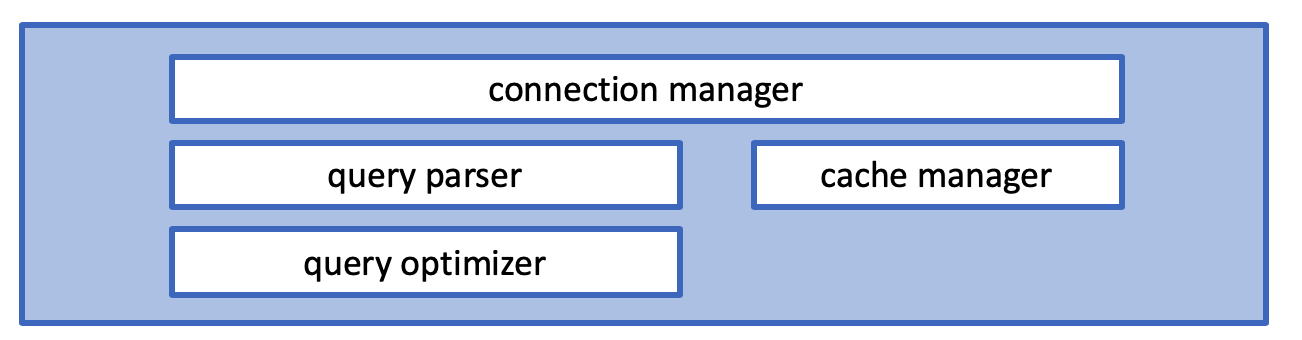 connection manager
query parser
cache manager
query optimizer